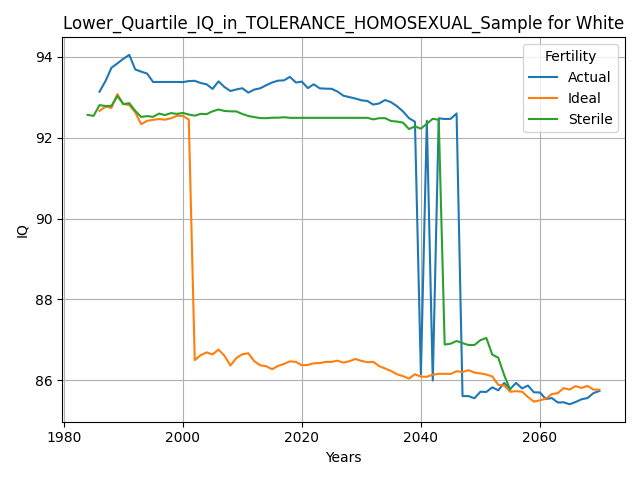 Lower_Quartile_IQ_in_TOLERANCE_HOMOSEXUAL_Sample for White
Fertility
Actual
Ideal
Sterile
IQ
94
92
90
88
86
1980
2000
2020
2040
2060
Years